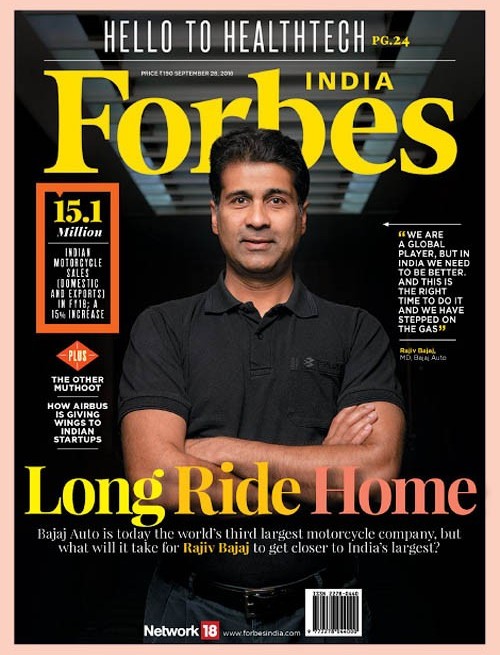 HELLO TO HEALTHTECH PG.24
PRICE ₹190 SEPTEMBER 28, 2018
INDIA
Forbes
15.1
Million
INDIAN
MOTORCYCLE
SALES
(DOMESTIC
AND EXPORTS)
IN FY18; A
15% INCREASE
PLUS
THE OTHER
MUTHOOT
HOW AIRBUS
IS GIVING
WINGS TO
INDIAN
STARTUPS
“WE ARE
A GLOBAL
PLAYER, BUT IN
INDIA WE NEED
TO BE BETTER.
AND THIS IS
THE RIGHT
TIME TO DO IT
AND WE HAVE
STEPPED ON
THE GAS”
Rajiv Bajaj,
MD, Bajaj Auto
Long Ride Home
Bajaj Auto is today the world’s third largest motorcycle company, but
what will it take for Rajiv Bajaj to get closer to India’s largest?
Network 18 www.forbesindia.com
ISSN 2278-0440